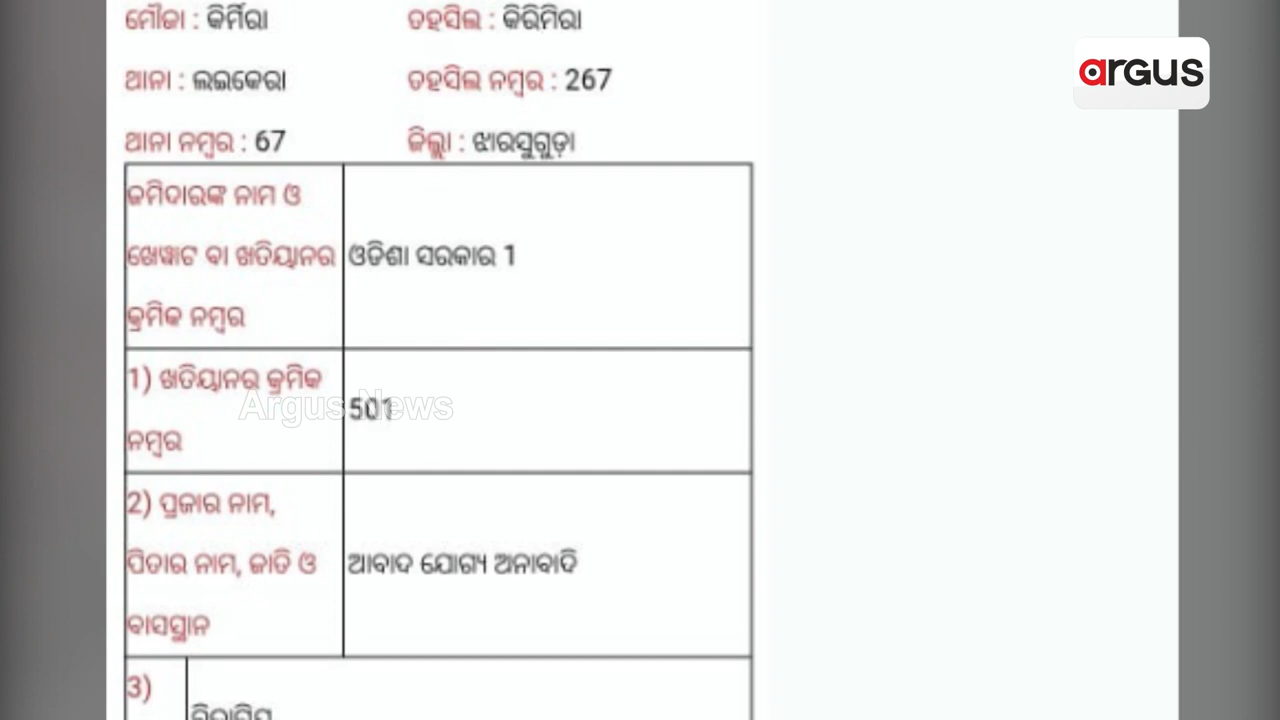 ମୌଜା : କିର୍ମିରା ତହସିଲ : କିରିମିରା
argus
ଥାନା : ଲଇକେରା ତହସିଲ ନମ୍ବର : 267
ଥାନା ନମ୍ବର : 67 ଜିଲ୍ଲା : ଝାରସୁଗୁଡ଼ା
ଜମିଦାରଙ୍କ ନାମ ଓ
ଖେୱାଟ ବା ଖତିୟାନର ଓଡିଶା ସରକାର 1
କ୍ରମିକ ନମ୍ବର
1) ଖତିୟାନର କ୍ରମିକ
Argus News
501
ନମ୍ବର
2) ପ୍ରଜାର ନାମ,
ପିତାର ନାମ, ଜାତି ଓ ଆବାଦ ଯୋଗ୍ୟ ଅନାବାଦି
ବାସସ୍ଥାନ
3)